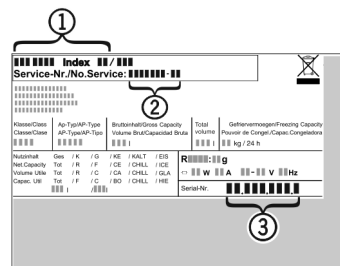 1
Index /
Service-Nr./No.Service: -
2
Klasse/Class Ap-Typ/AP-Type Bruttoinhalt/Gross Capacity Total Gefriervermoegen/Freezing Capacity
Classe/Clase AP-Type/AP-Tipo Volume Brut/Capacidad Bruta volume Pouvoir de Congel./Capac.Congeladora
l l kg / 24 h
Nutzinhalt Ges / K / G / KE / KALT / EIS
Net.Capacity Tot / R / F / CE / CHILL / ICE
Volume Utile Tot / R / C / CA / CHILL / GLA
Capac. Util Tot / F / C / BO / CHILL / HIE
l / l
R : g
W A - V Hz
Serial-Nr. . . .
3